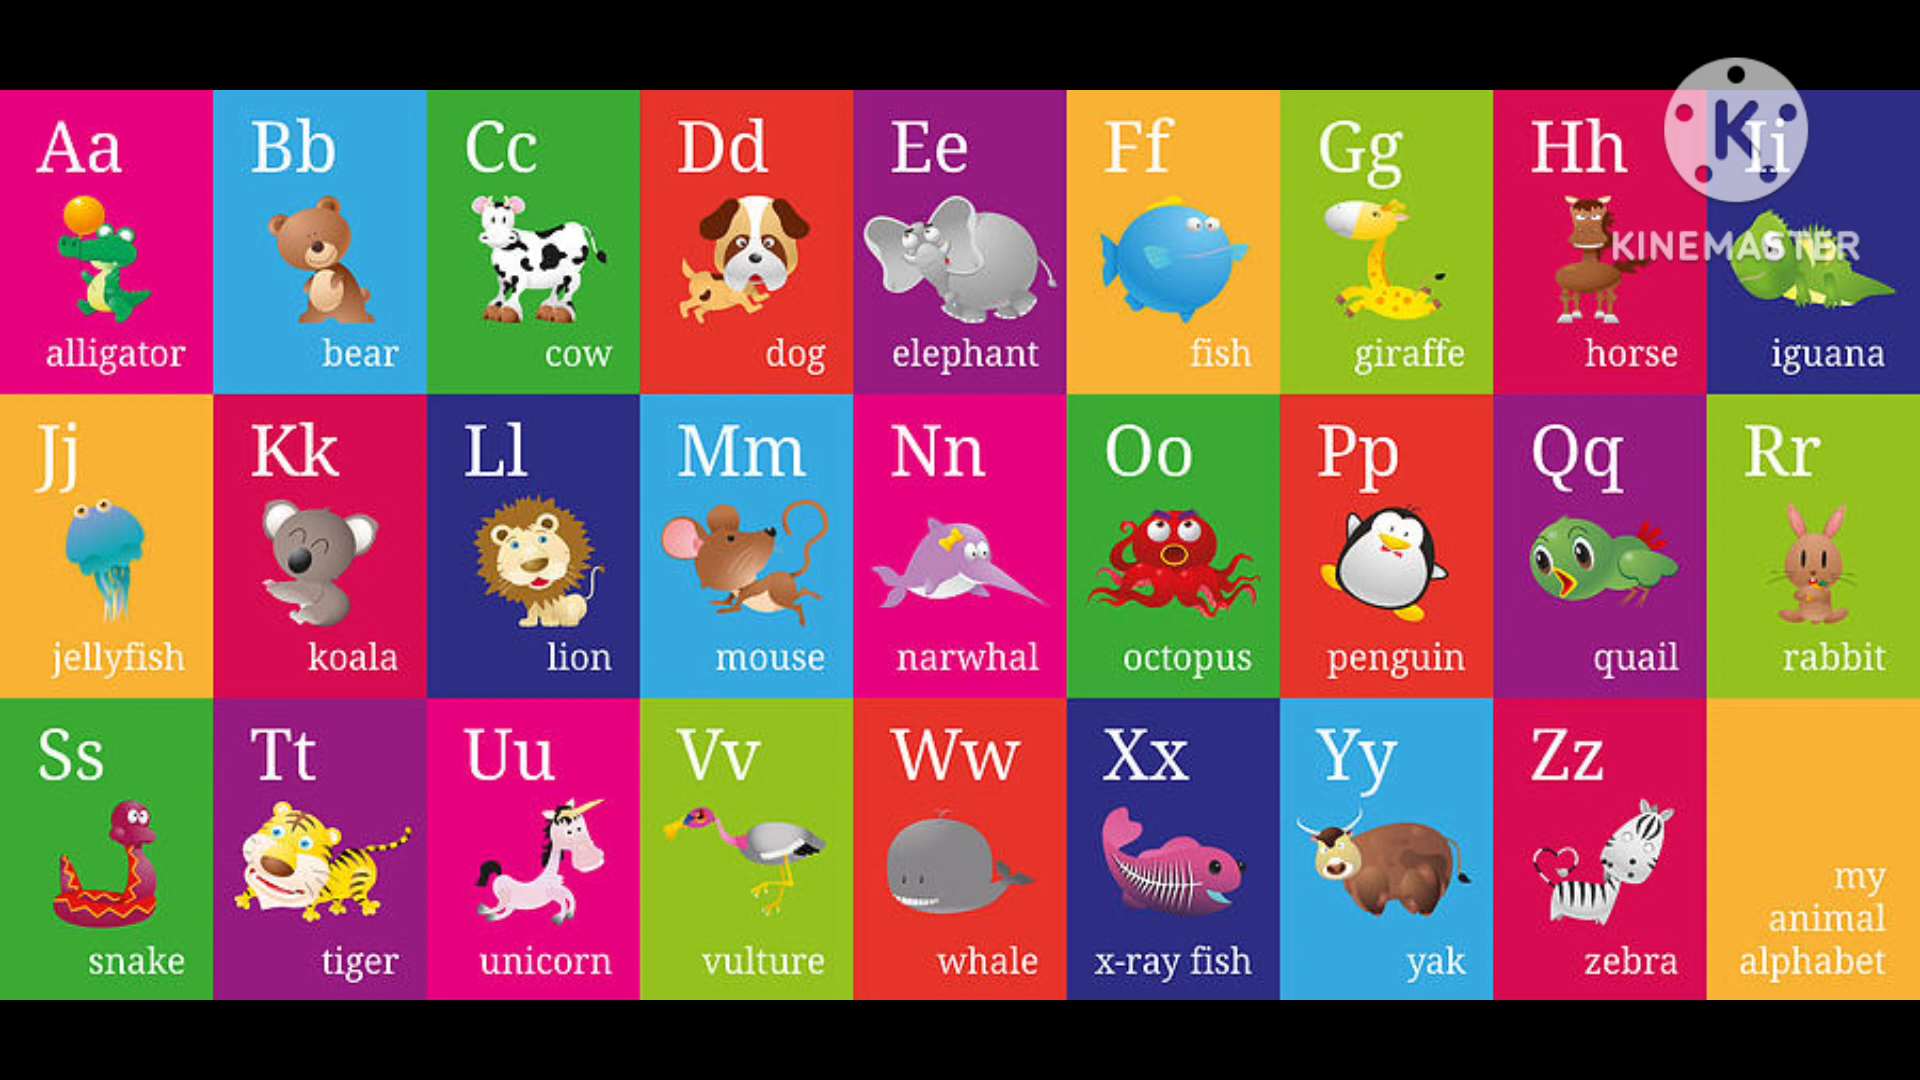 Aa Bb Cc Dd Ee Ff Gg Hh Ii
K
KINEMASTER
alligator bear cow dog elephant fish giraffe horse iguana
Jj Kk Ll Mm Nn Oo Pp Qq Rr
jellyfish koala lion mouse narwhal octopus penguin quail rabbit
Ss Tt Uu Vv Ww Xx Yy Zz
my
animal
snake tiger unicorn vulture whale x-ray fish yak zebra alphabet